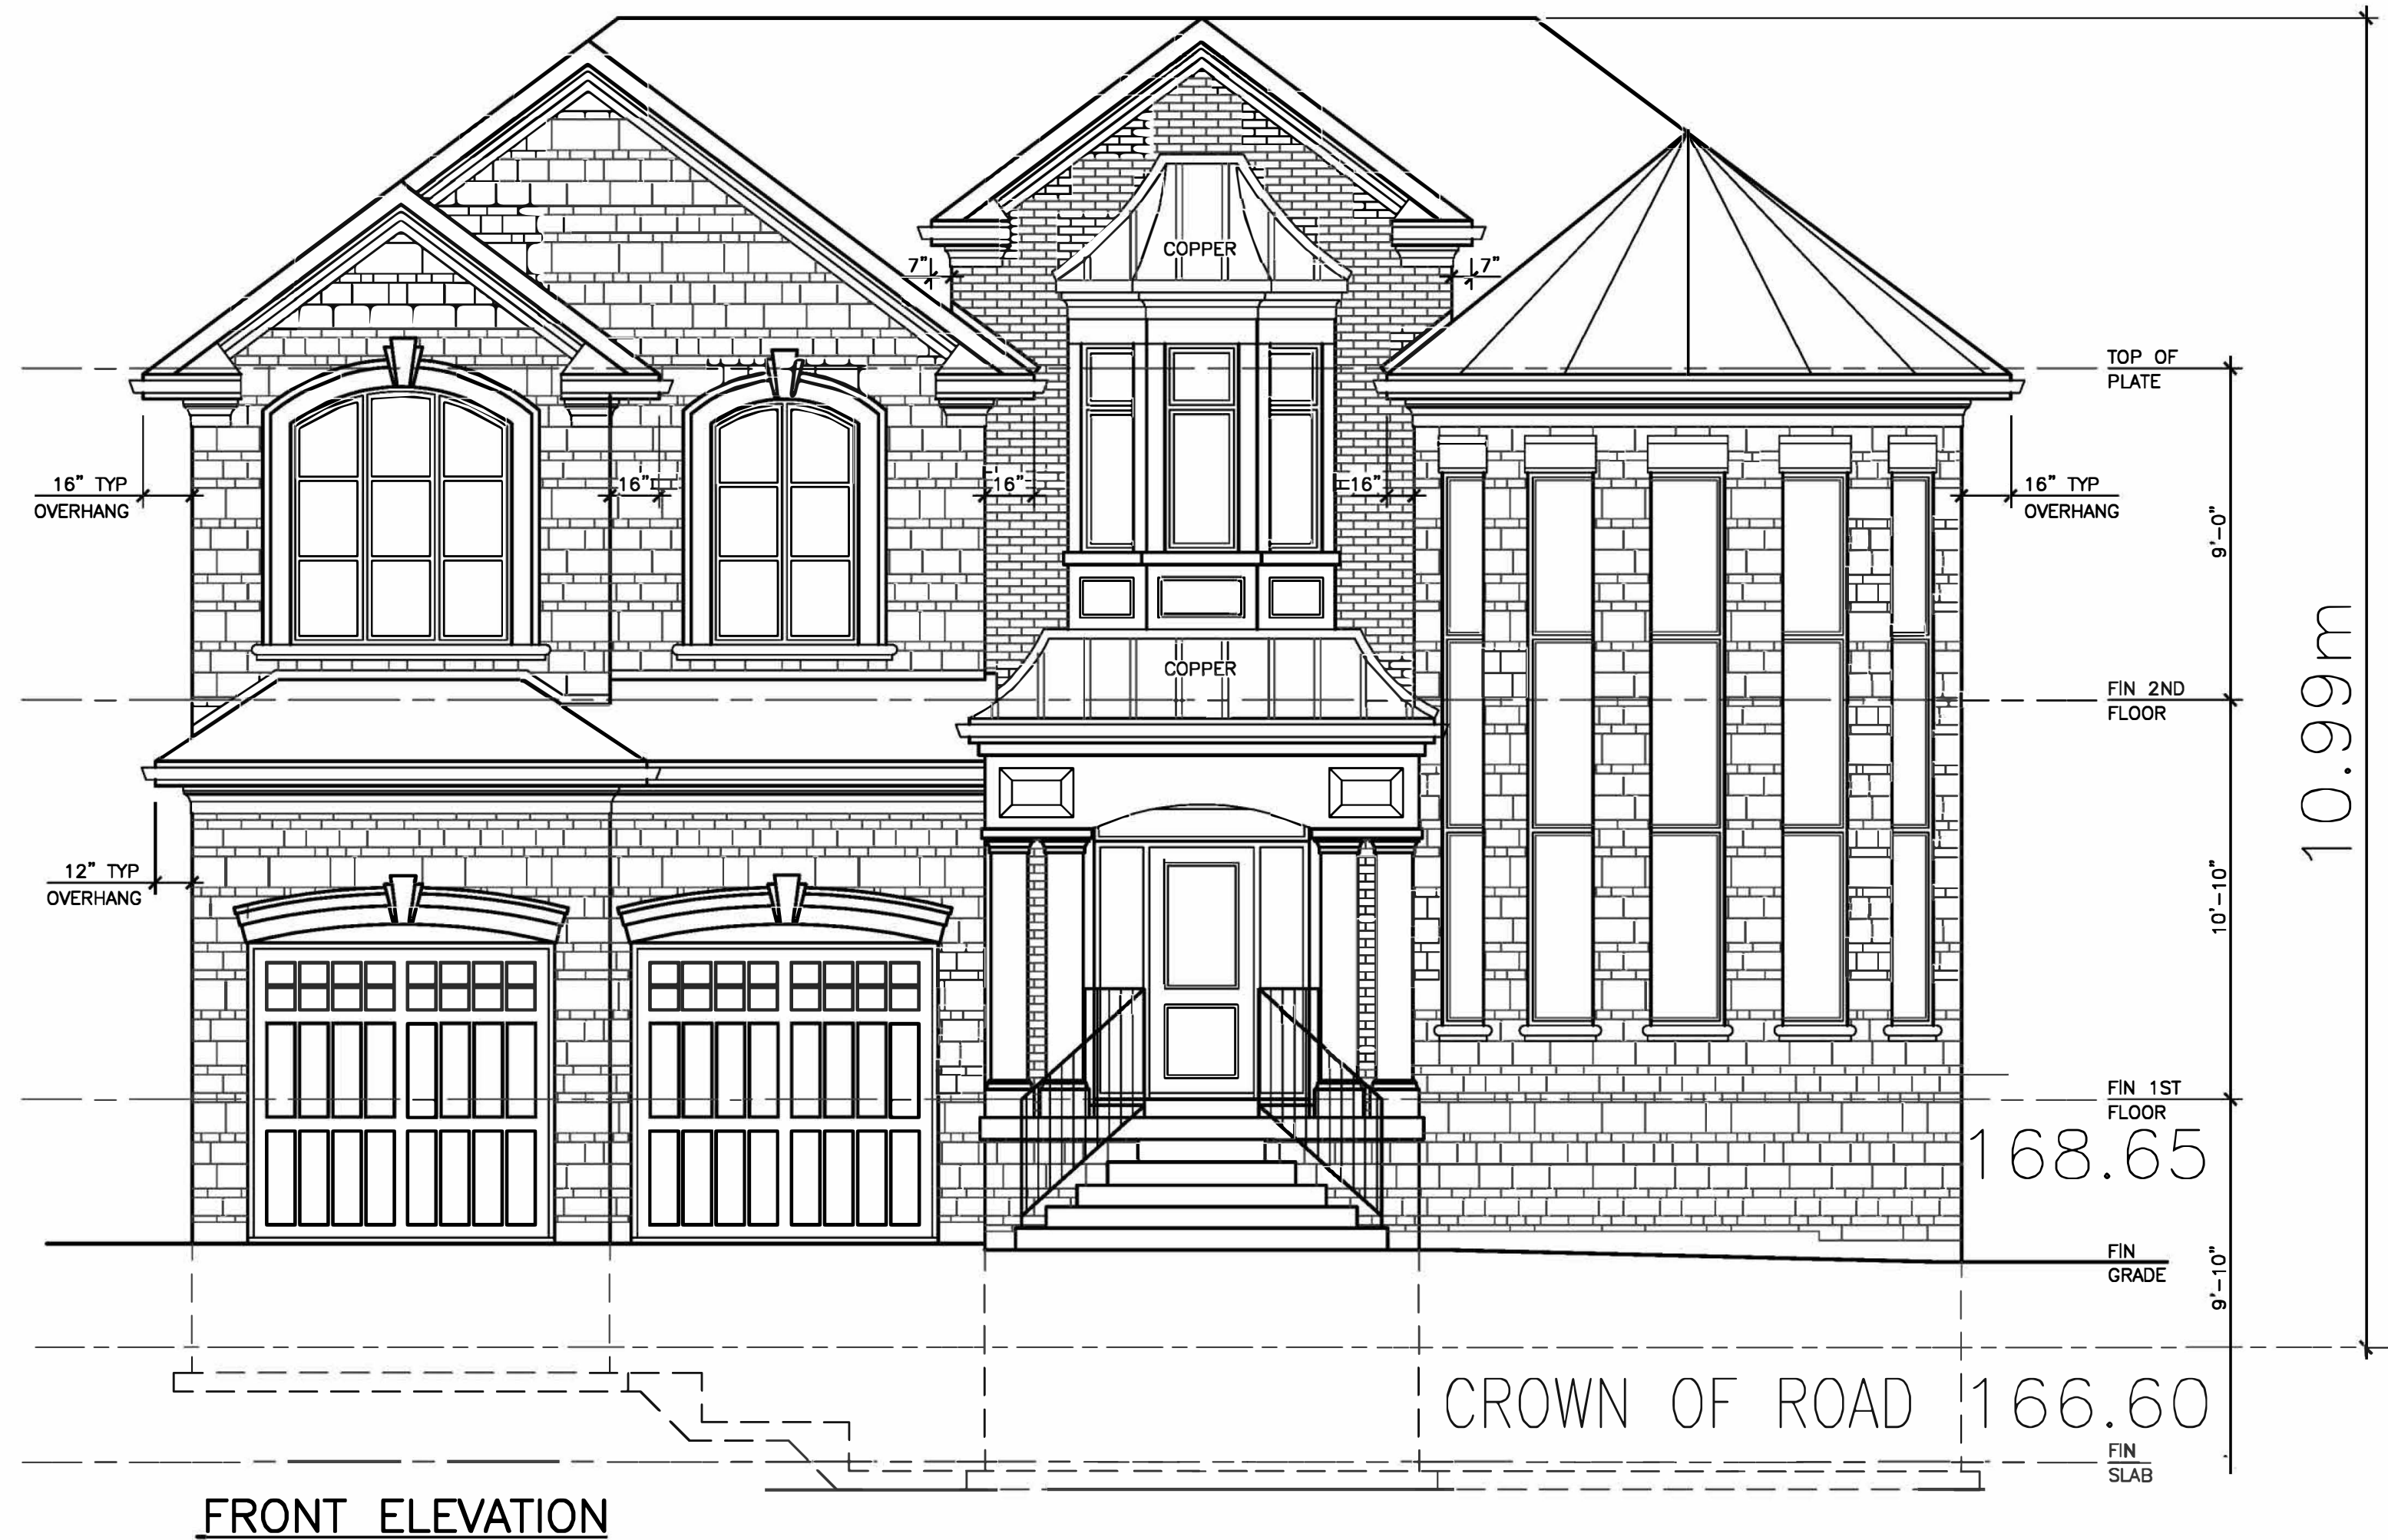 COPPER
7"
7"
TOP OF
PLATE
16" TYP
OVERHANG
16"
16"
16"
16" TYP
OVERHANG
9'-0"
10.99m
COPPER
FIN 2ND
FLOOR
12" TYP
OVERHANG
10'-10"
FIN 1ST
FLOOR
168.65
FIN
GRADE
9'-10"
CROWN OF ROAD 166.60
FIN
SLAB
FRONT ELEVATION